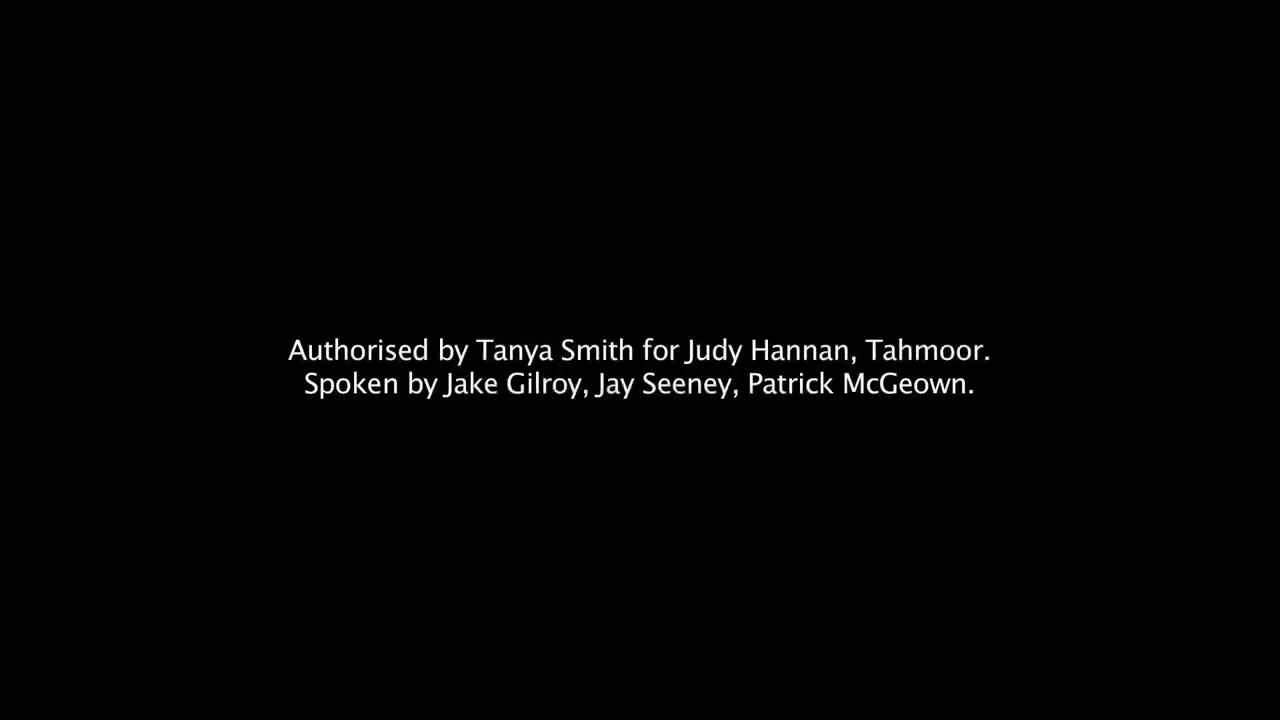 Authorised by Tanya Smith for Judy Hannan, Tahmoor.
Spoken by Jake Gilroy, Jay Seeney, Patrick McGeown.